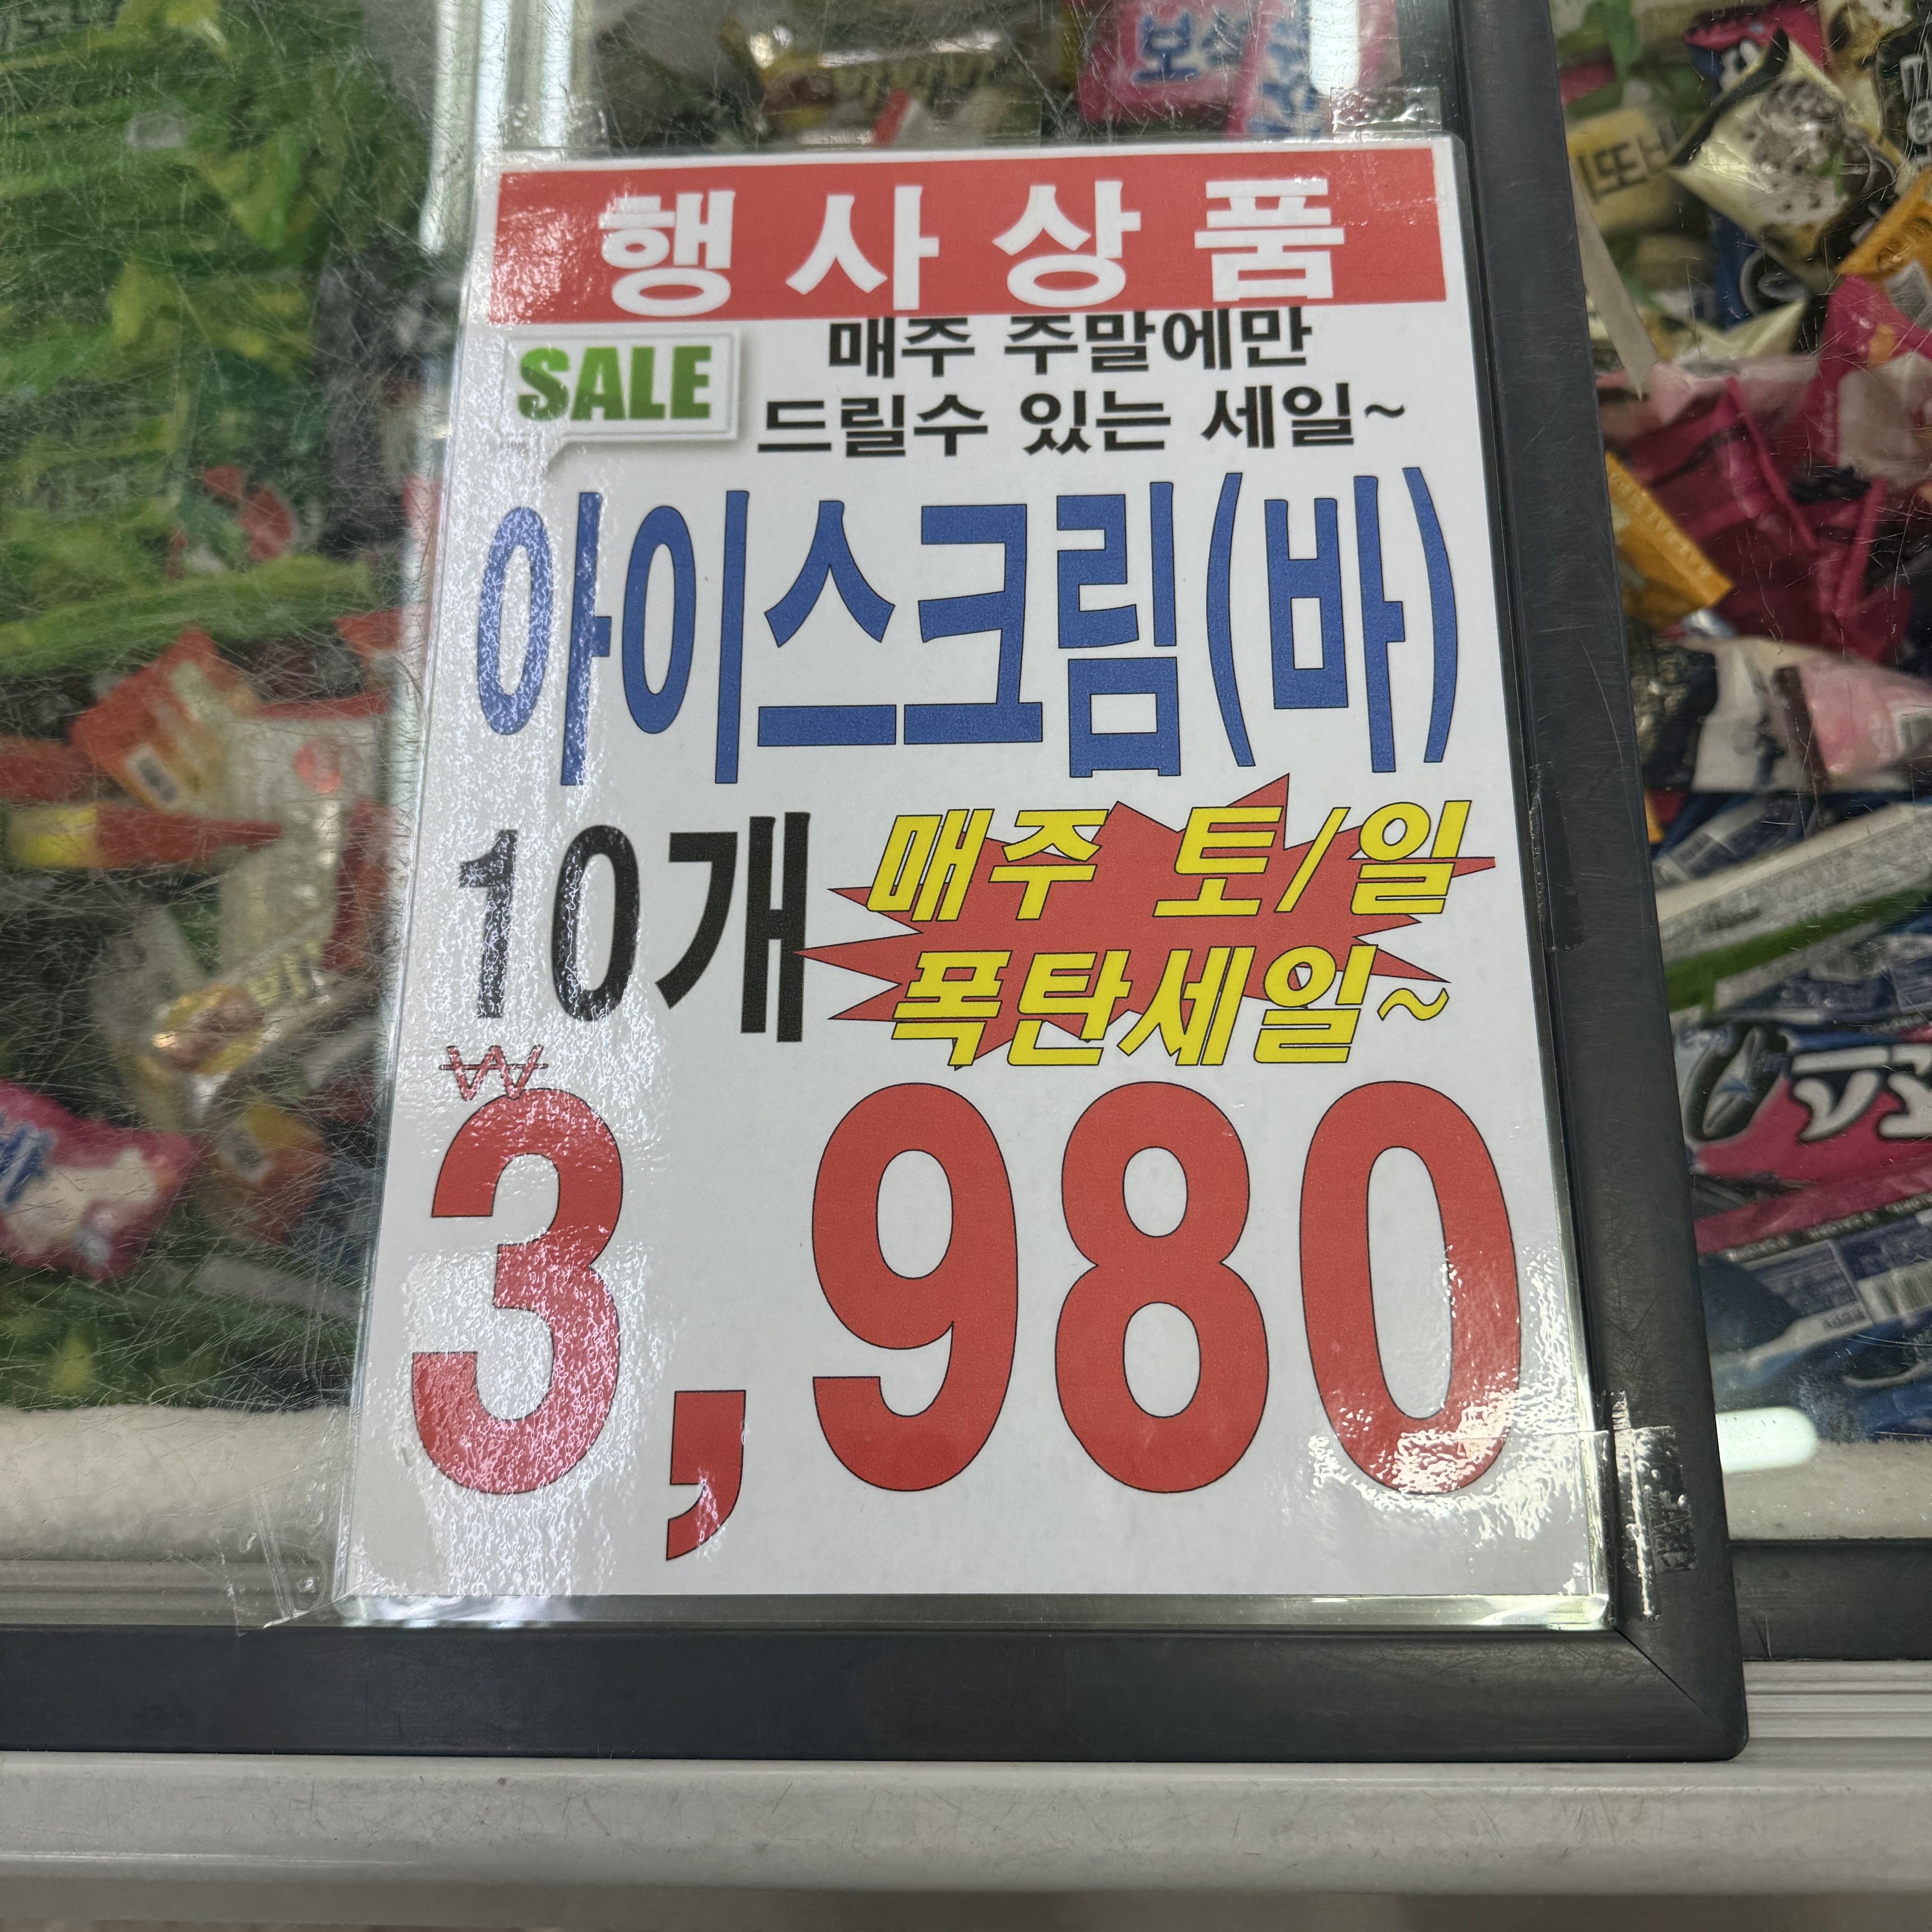 행사상품
SALE
매주 주말에만
드릴수 있는 세일~
아이스크림(바)
10개
매주 토/일
폭탄세일~
₩
3,980